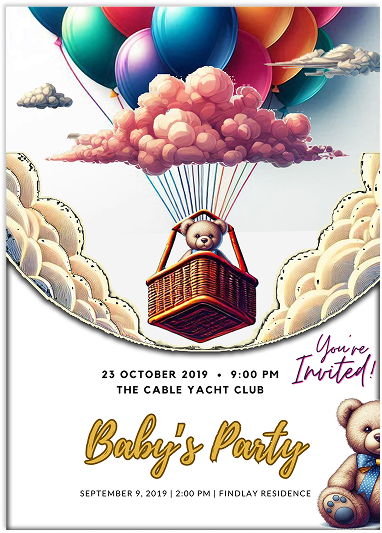 23 OCTOBER 2019 • 9:00 PM
THE CABLE YACHT CLUB
You're
Invited!
Baby's Party
SEPTEMBER 9, 2019 | 2:00 PM | FINDLAY RESIDENCE